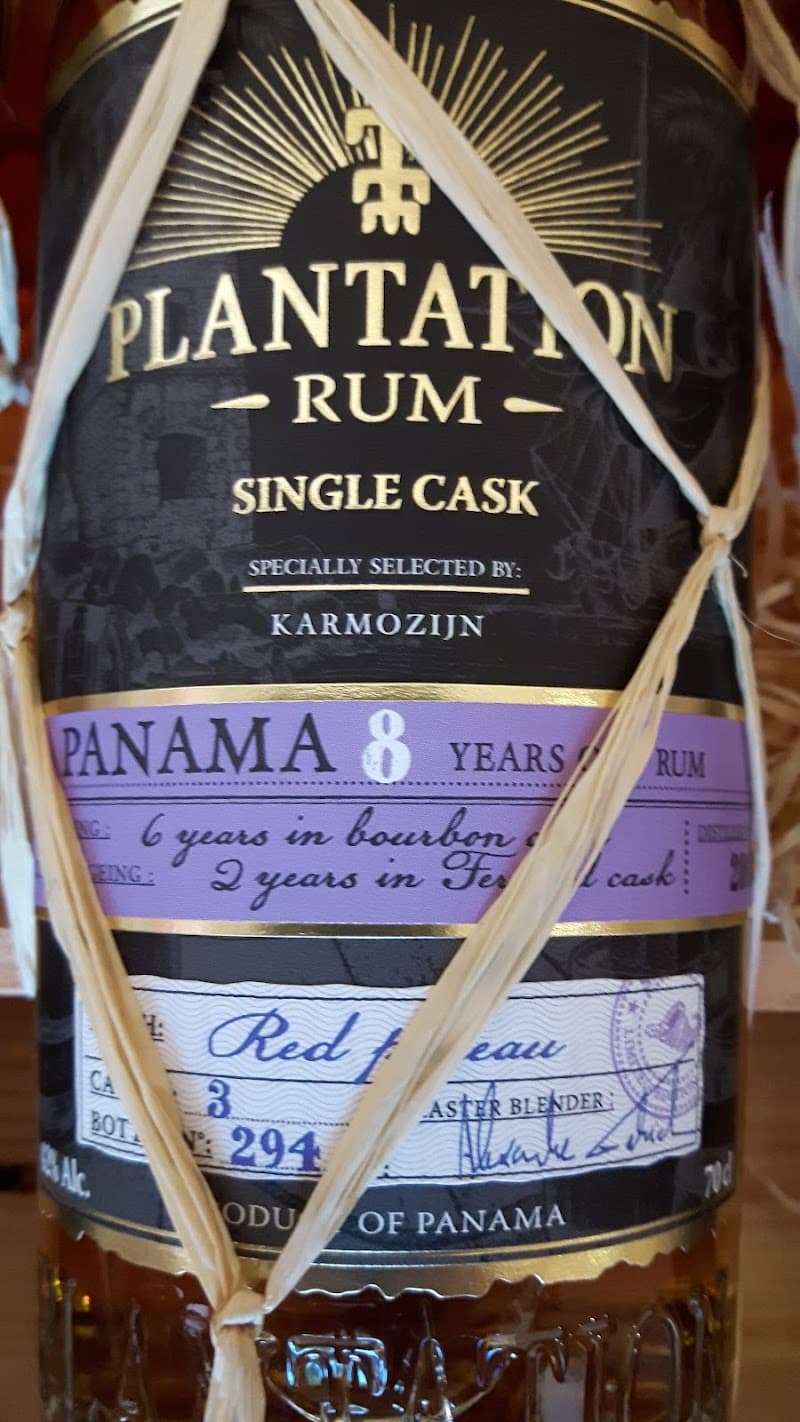 PLANTATION
RUM
SINGLE CASK
SPECIALLY SELECTED BY:
KARMOZIJN
PANAMA 8 YEARS RUM
6 years in bourbon
2 years in cask
Red
3
MASTER BLENDER:
294
Alc.
70 cl
OF PANAMA